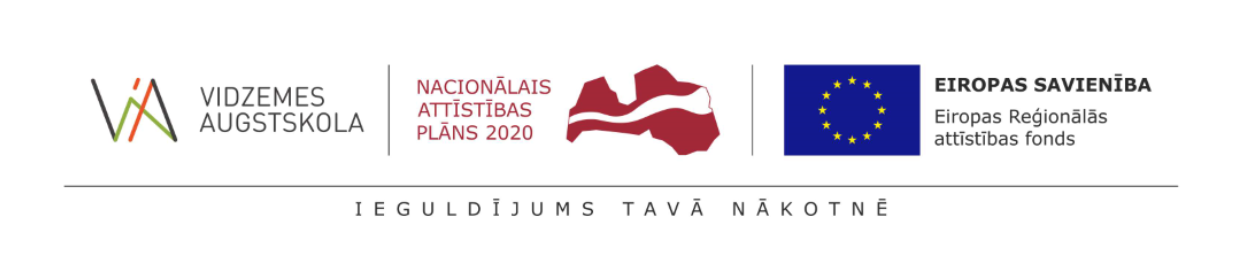 VIDZEMES
AUGSTSKOLA
NACIONĀLAIS
ATTĪSTĪBAS
PLĀNS 2020
EIROPAS SAVIENĪBA
Eiropas Reģionālās
attīstības fonds
IEGULDĪJUMS TAVĀ NĀKOTNĒ